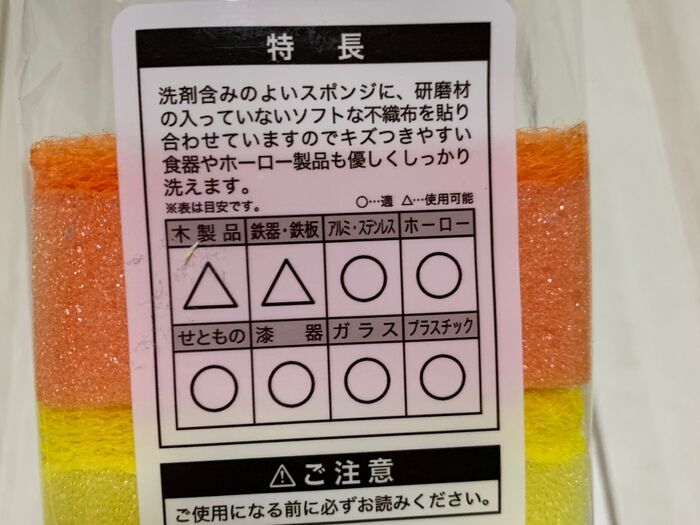 特長
洗剤含みのよいスポンジに、研磨材
の入っていないソフトな不織布を貼り
合わせていますのでキズつきやすい
食器やホーロー製品も優しくしっかり
洗えます。
※表は目安です。 ○…適 △…使用可能
木製品 鉄器・鉄板 アルミ・ステンレス ホーロー
△ △ ○ ○
せともの 漆器 ガラス プラスチック
○ ○ ○ ○
⚠ご注意
ご使用になる前に必ずお読みください。